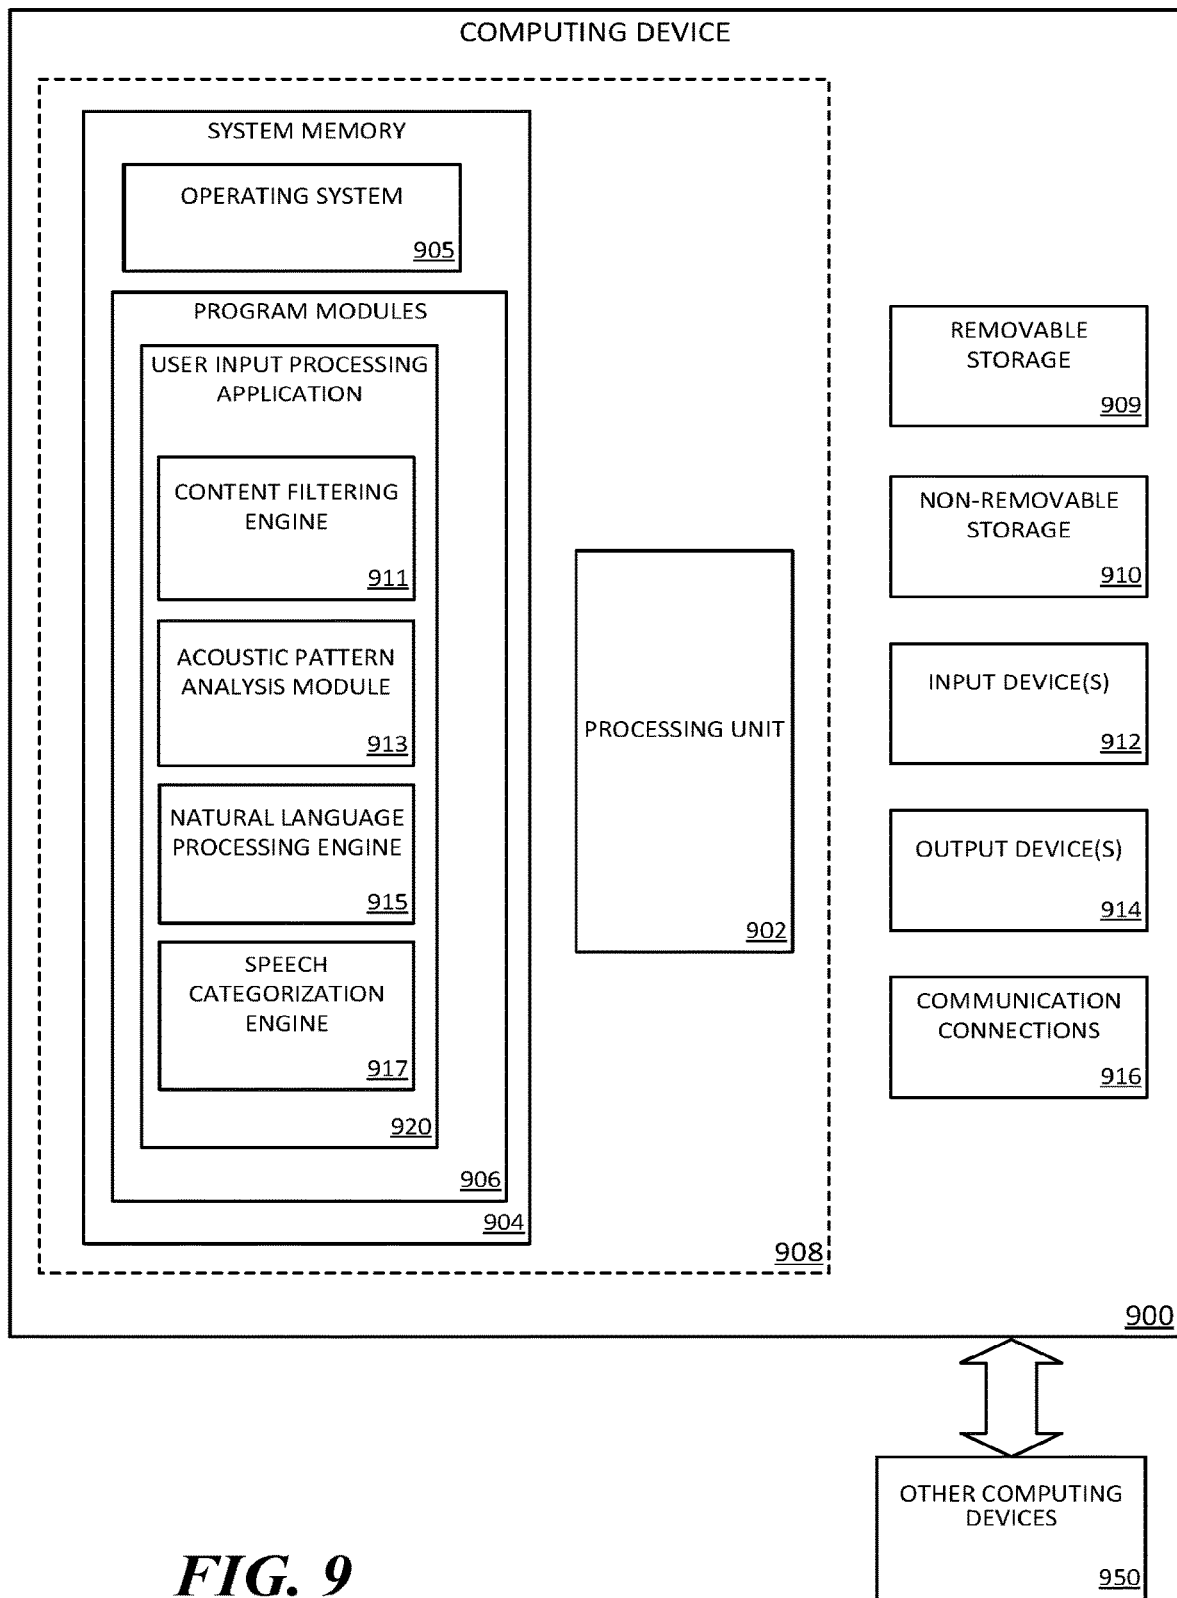 COMPUTING DEVICE
SYSTEM MEMORY
OPERATING SYSTEM
905
PROGRAM MODULES
USER INPUT PROCESSING
APPLICATION
CONTENT FILTERING
ENGINE
911
ACOUSTIC PATTERN
ANALYSIS MODULE
913
NATURAL LANGUAGE
PROCESSING ENGINE
915
SPEECH
CATEGORIZATION
ENGINE
917
920
906
904
PROCESSING UNIT
902
908
REMOVABLE
STORAGE
909
NON-REMOVABLE
STORAGE
910
INPUT DEVICE(S)
912
OUTPUT DEVICE(S)
914
COMMUNICATION
CONNECTIONS
916
900
OTHER COMPUTING
DEVICES
950
FIG. 9